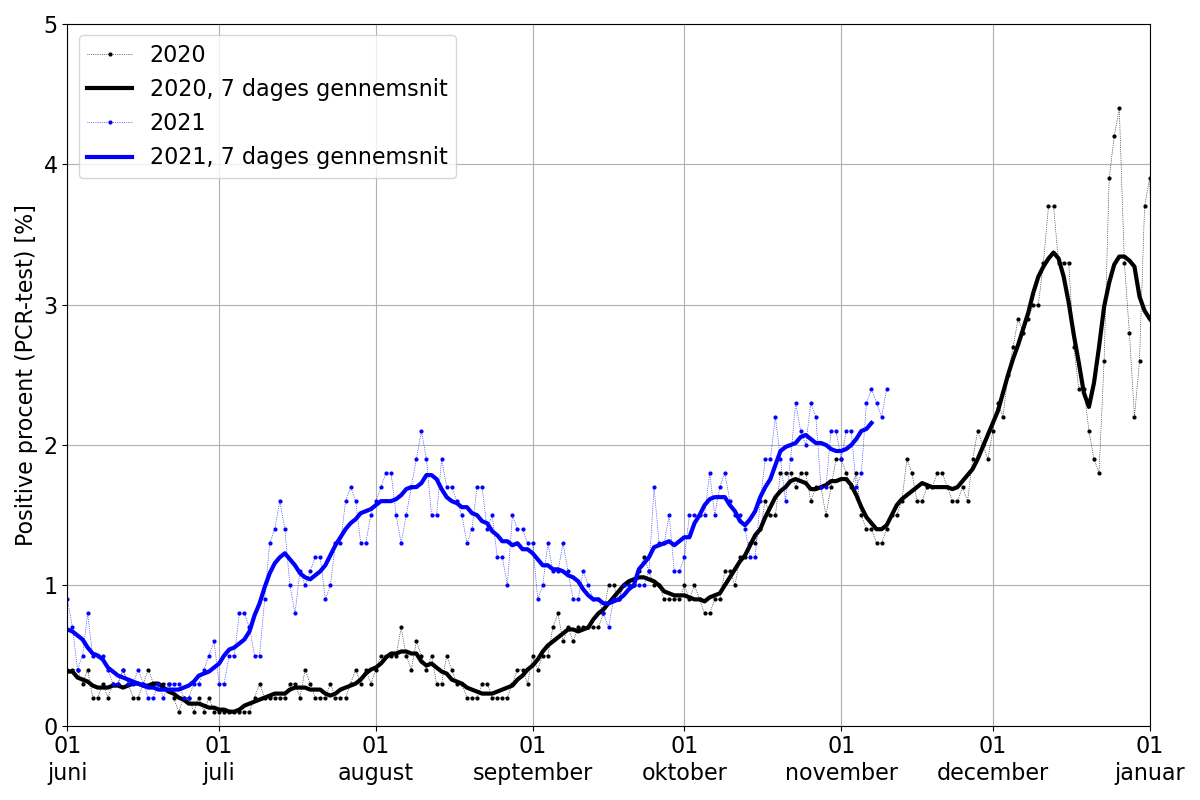 5
4
3
2
1
0
Positive procent (PCR-test) [%]
2020
2020, 7 dages gennemsnit
2021
2021, 7 dages gennemsnit
01 01 01 01 01 01 01 01
juni juli august september oktober november december januar